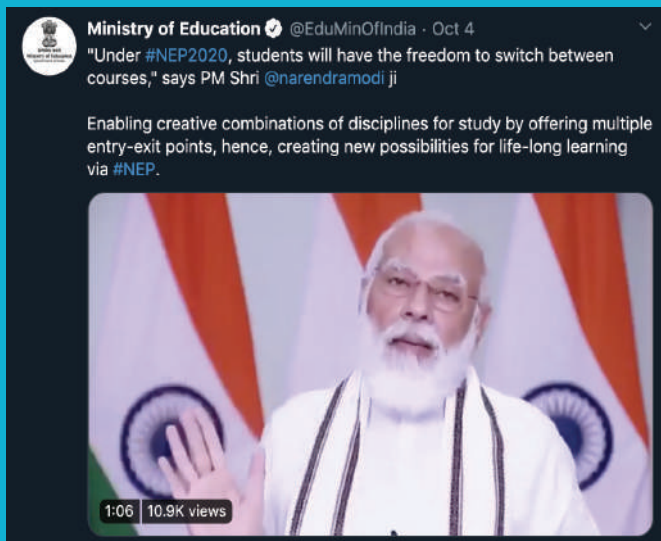 Ministry of Education @EduMinOfIndia · Oct 4
"Under #NEP2020, students will have the freedom to switch between
courses," says PM Shri @narendramodi ji
Enabling creative combinations of disciplines for study by offering multiple
entry-exit points, hence, creating new possibilities for life-long learning
via #NEP.
1:06 | 10.9K views